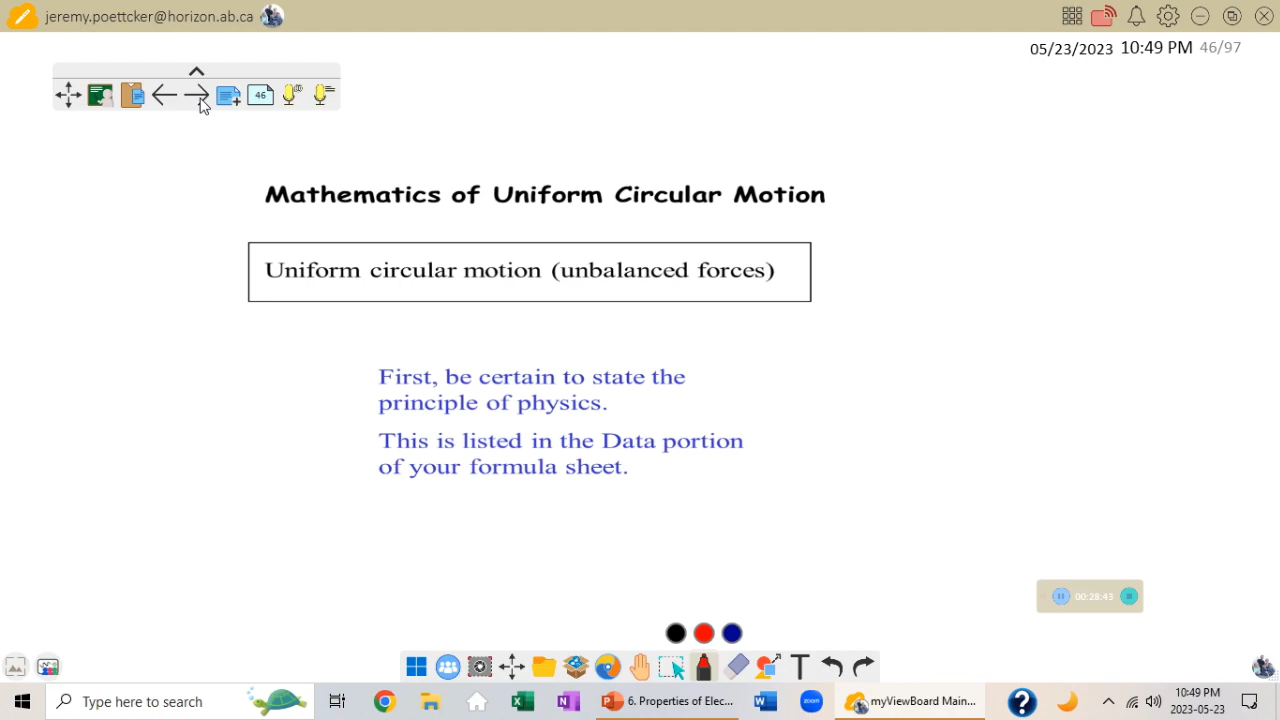 jeremy.poettcker@horizon.ab.ca
05/23/2023 10:49 PM 46/97
46
Mathematics of Uniform Circular Motion
Uniform circular motion (unbalanced forces)
First, be certain to state the
principle of physics.
This is listed in the Data portion
of your formula sheet.
00:28:43
Type here to search
6. Properties of Elec...
myViewBoard Main...
10:49 PM
2023-05-23